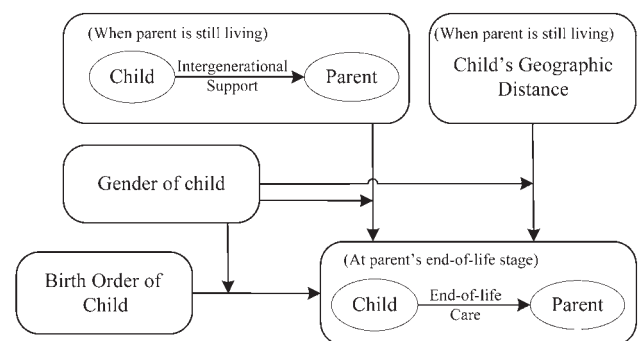 (When parent is still living)
Child
Intergenerational
Support
Parent
(When parent is still living)
Child's Geographic
Distance
Gender of child
Birth Order of
Child
(At parent's end-of-life stage)
Child
End-of-life
Care
Parent